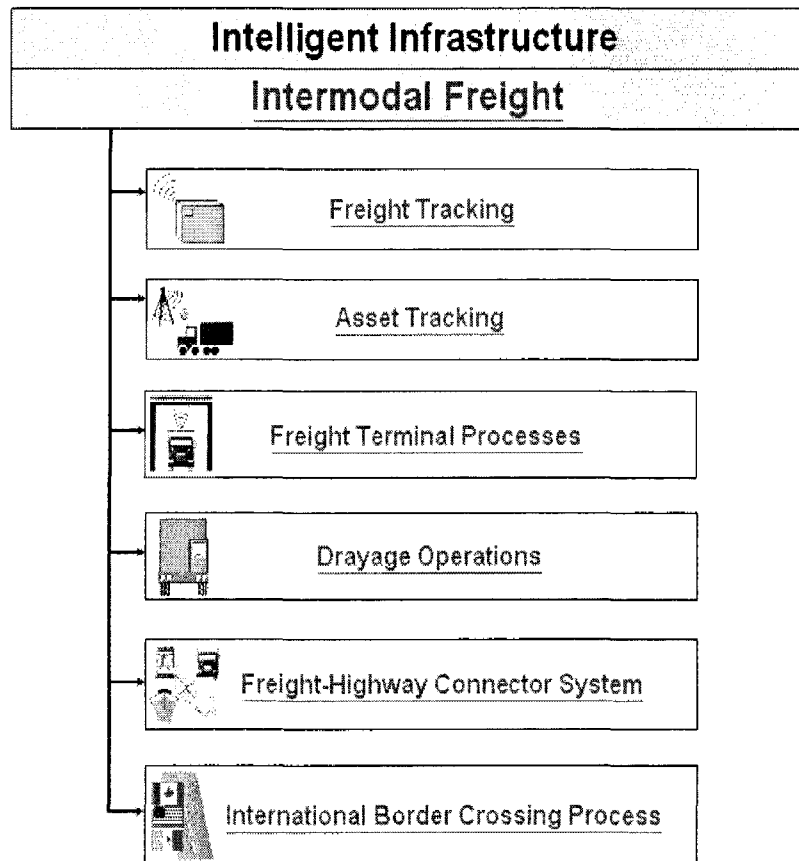 Intelligent Infrastructure
Intermodal Freight
Freight Tracking
Asset Tracking
Freight Terminal Processes
Drayage Operations
Freight-Highway Connector System
International Border Crossing Process